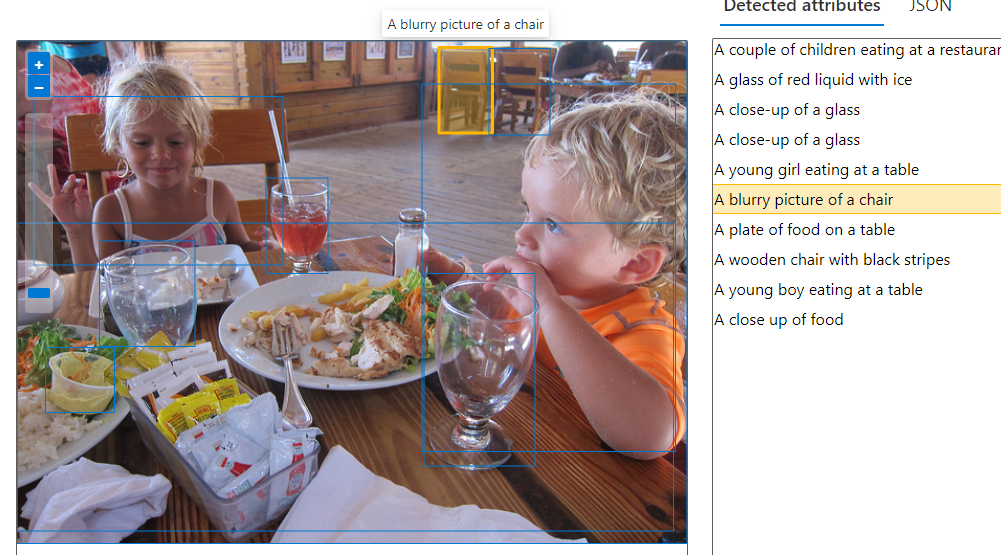 Detected attributes JSON
A blurry picture of a chair
+
−
A couple of children eating at a restaurar
A glass of red liquid with ice
A close-up of a glass
A close-up of a glass
A young girl eating at a table
A blurry picture of a chair
A plate of food on a table
A wooden chair with black stripes
A young boy eating at a table
A close up of food